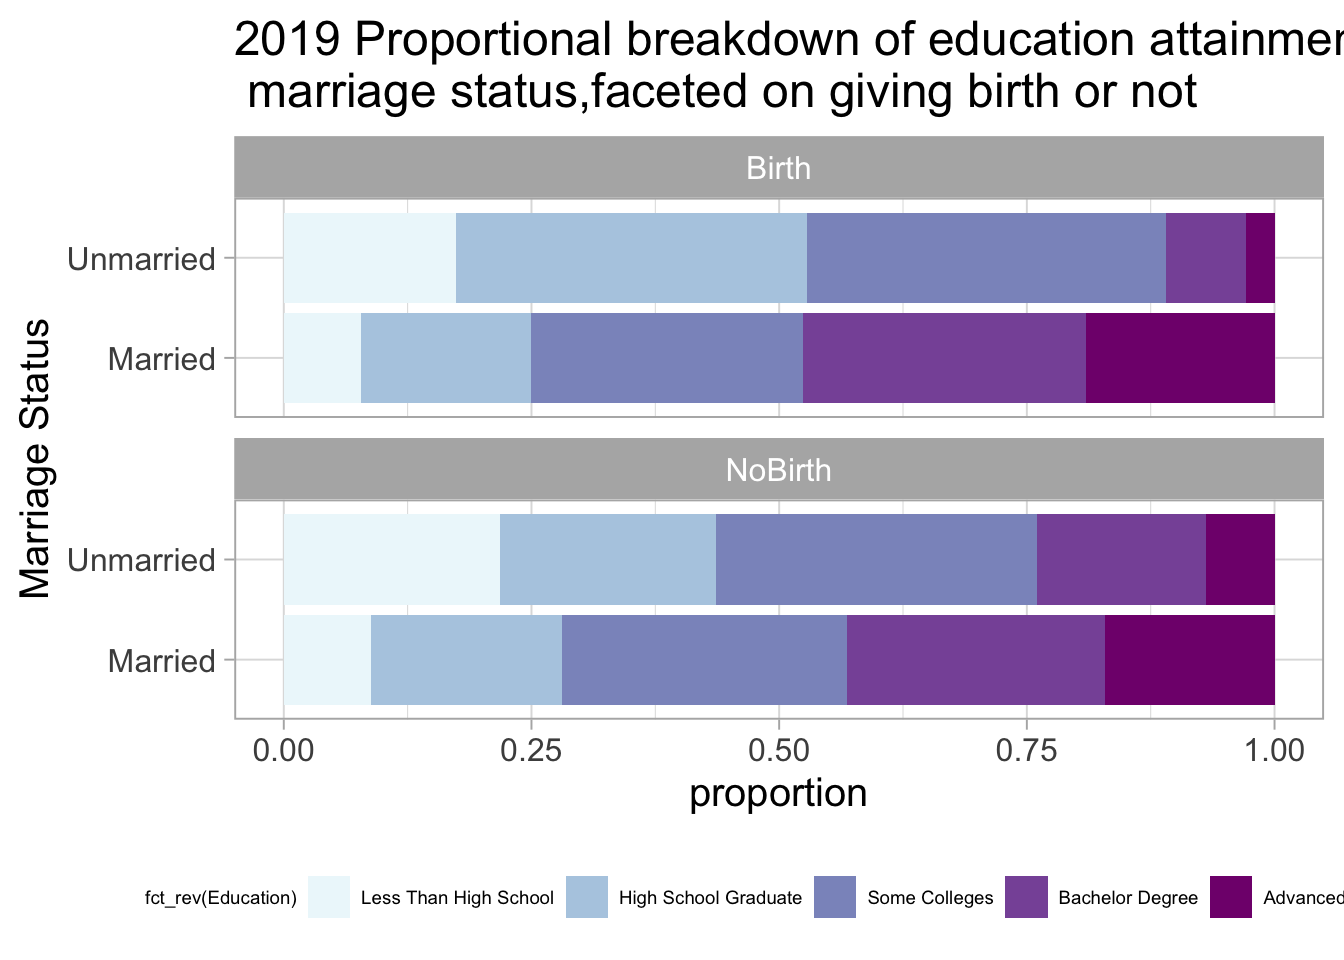 2019 Proportional breakdown of education attainmen
marriage status,faceted on giving birth or not
Birth
Unmarried
Married
NoBirth
Unmarried
Married
Marriage Status
0.00 0.25 0.50 0.75 1.00
proportion
fct_rev(Education) Less Than High School High School Graduate Some Colleges Bachelor Degree Advanced